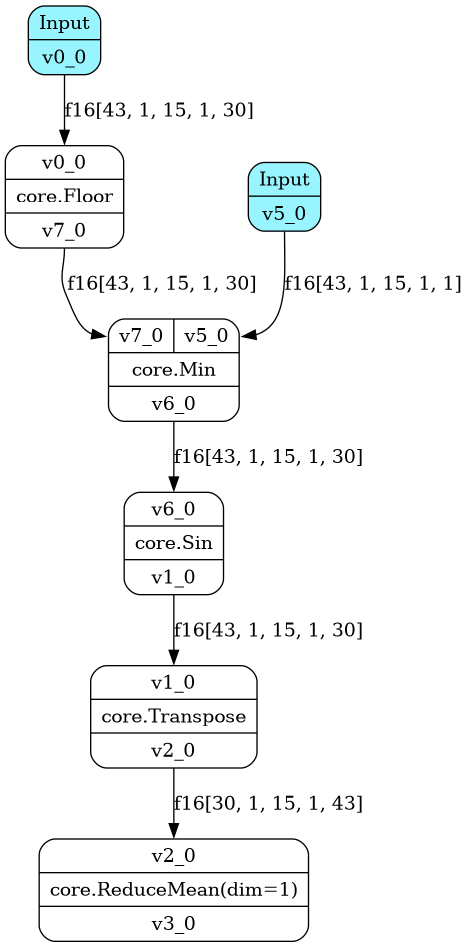 Input
v0_0
f16[43, 1, 15, 1, 30]
v0_0
core.Floor
v7_0
Input
v5_0
f16[43, 1, 15, 1, 30]
f16[43, 1, 15, 1, 1]
v7_0 v5_0
core.Min
v6_0
f16[43, 1, 15, 1, 30]
v6_0
core.Sin
v1_0
f16[43, 1, 15, 1, 30]
v1_0
core.Transpose
v2_0
f16[30, 1, 15, 1, 43]
v2_0
core.ReduceMean(dim=1)
v3_0